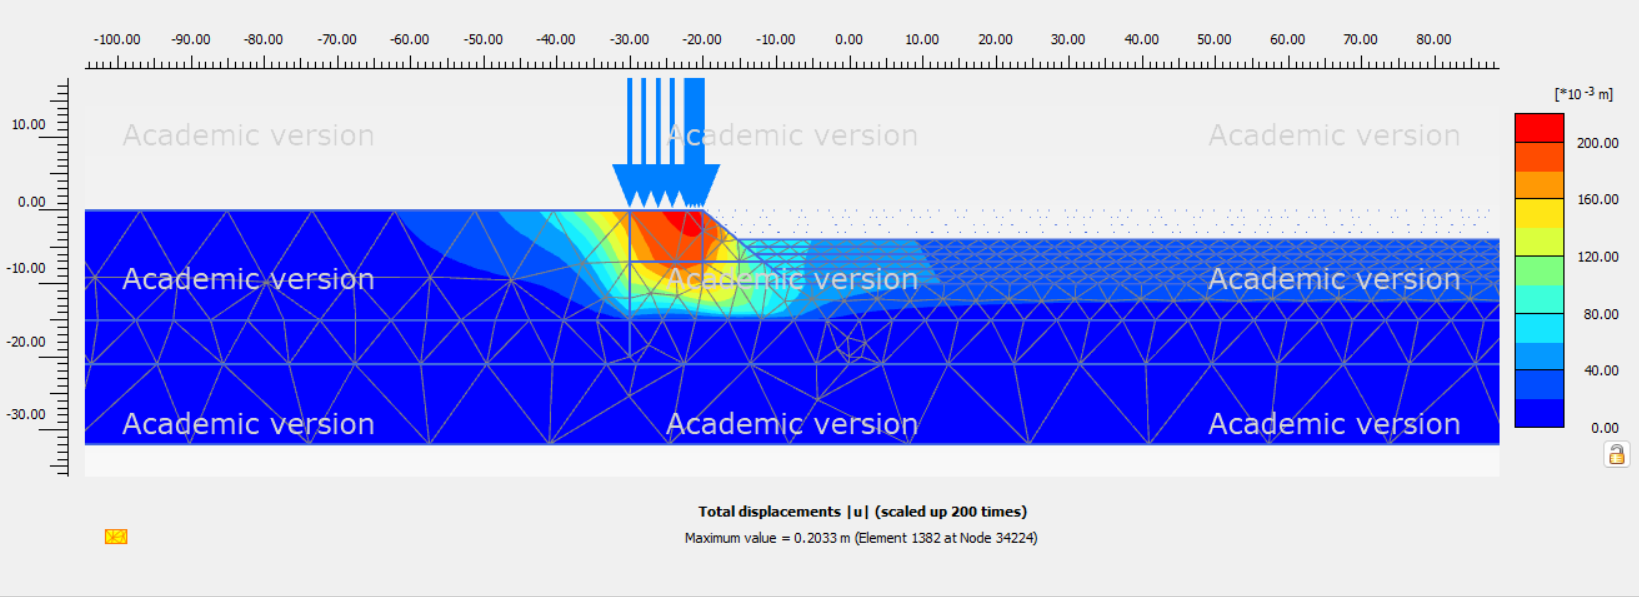 -100.00 -90.00 -80.00 -70.00 -60.00 -50.00 -40.00 -30.00 -20.00 -10.00 0.00 10.00 20.00 30.00 40.00 50.00 60.00 70.00 80.00
[*10 -3 m]
10.00
Academic version Academic version Academic version
200.00
0.00
160.00
120.00
-10.00
Academic version Academic version Academic version
80.00
-20.00
40.00
-30.00
Academic version Academic version Academic version
0.00
Total displacements |u| (scaled up 200 times)
Maximum value = 0.2033 m (Element 1382 at Node 34224)